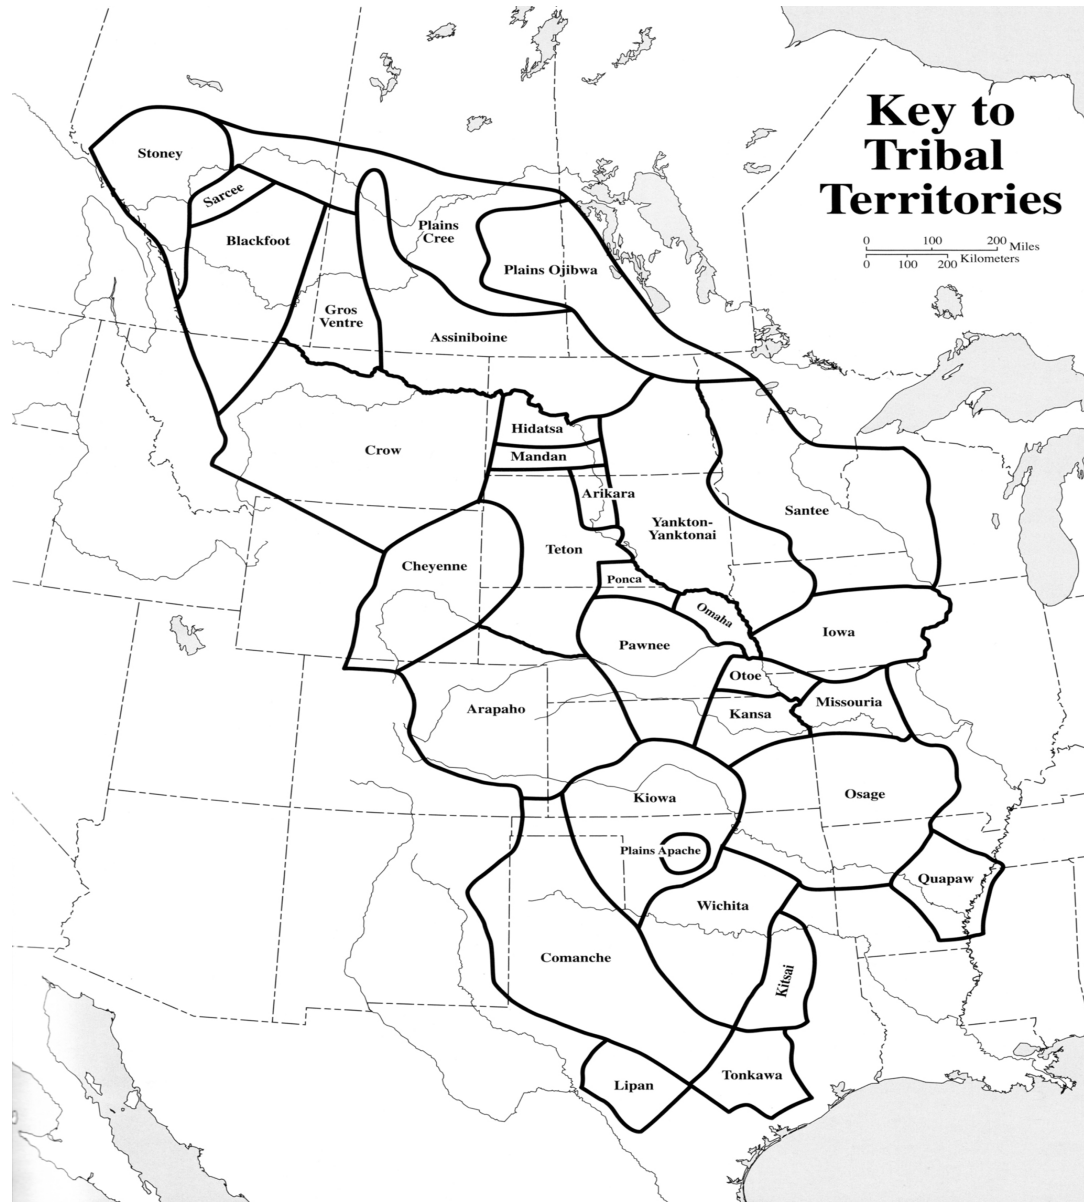 Key to
Tribal
Territories
0 100 200 Miles
0 100 200 Kilometers
Stoney
Sarcee
Blackfoot
Plains
Cree
Plains Ojibwa
Gros
Ventre
Assiniboine
Crow
Hidatsa
Mandan
Arikara
Yankton-
Yanktonai
Santee
Teton
Cheyenne
Ponca
Omaha
Iowa
Pawnee
Otoe
Missouria
Arapaho
Kansa
Kiowa
Osage
Plains Apache
Quapaw
Wichita
Comanche
Kitsai
Lipan
Tonkawa